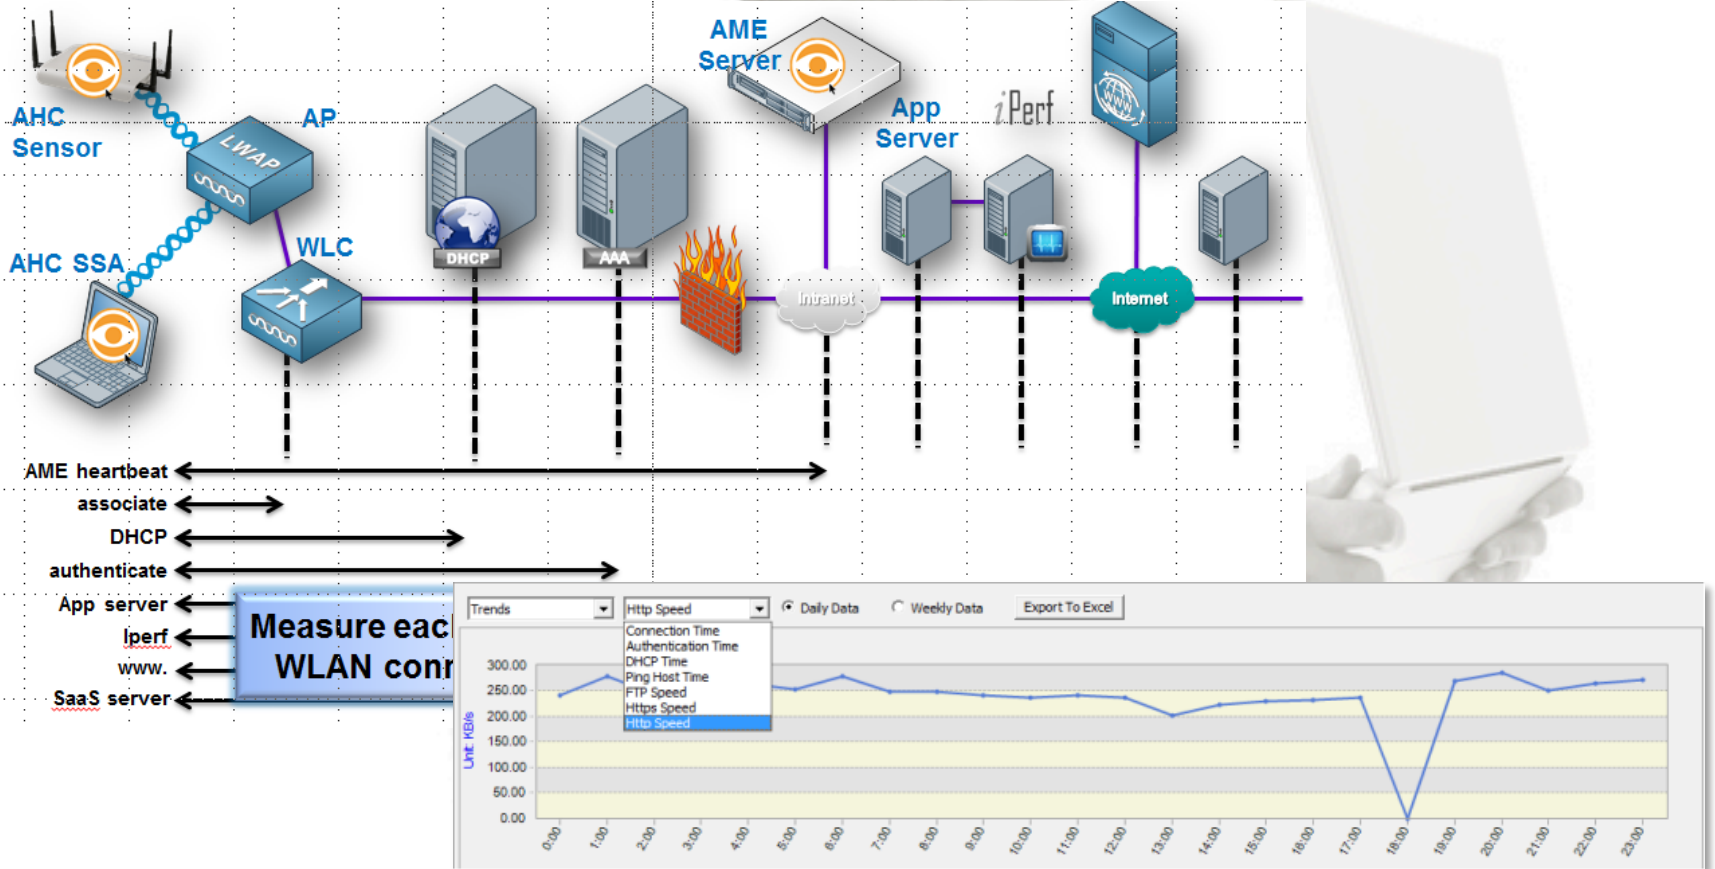 AHC
Sensor
AP
LWAP
AHC SSA
WLC
DHCP
AAA
AME
Server
App
Server
iPerf
WWW
Intranet
Internet
AME heartbeat
associate
DHCP
authenticate
App server
Iperf
www.
SaaS server
Measure eac
WLAN con
Trends
Http Speed
Daily Data
Weekly Data
Export To Excel
Connection Time
Authentication Time
DHCP Time
Ping Host Time
FTP Speed
Https Speed
Http Speed
Unit: KB/s
300.00
250.00
200.00
150.00
100.00
50.00
0.00
0:00 1:00 2:00 3:00 4:00 5:00 6:00 7:00 8:00 9:00 10:00 11:00 12:00 13:00 14:00 15:00 16:00 17:00 18:00 19:00 20:00 21:00 22:00 23:00